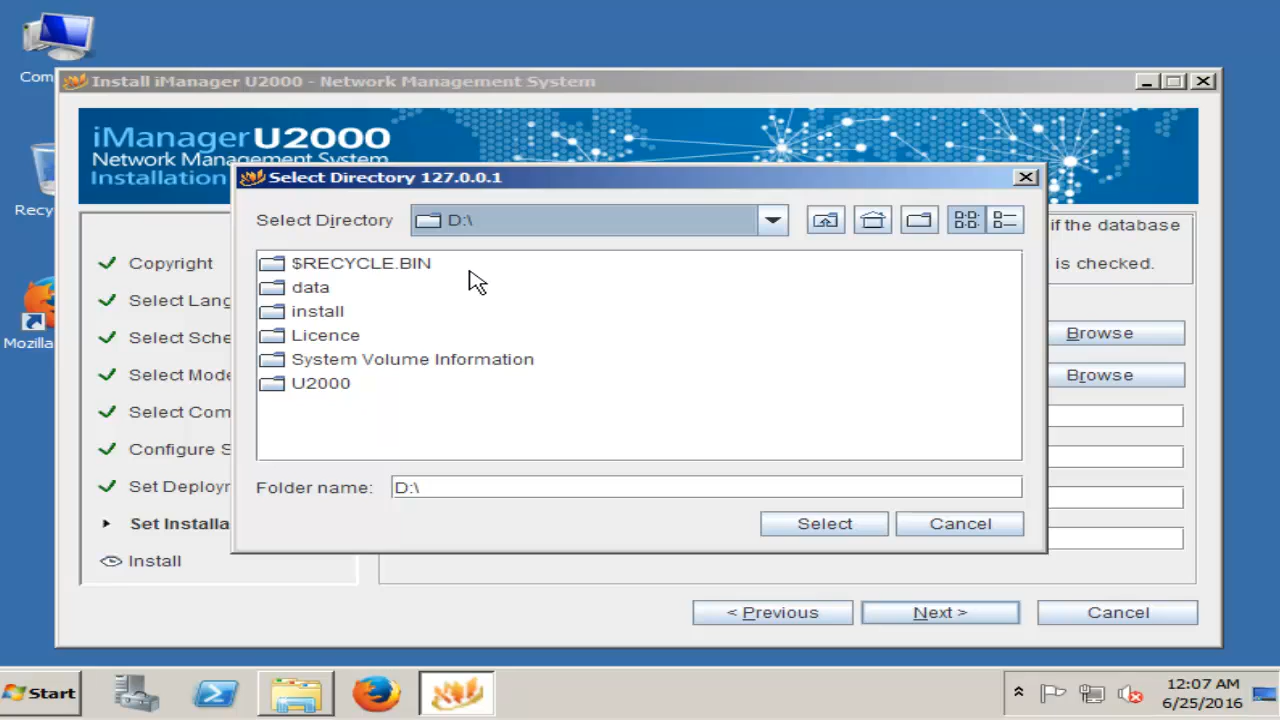 Com
Install iManager U2000 - Network Management System
iManager U2000
Network Management System
Installation
Select Directory 127.0.0.1
Select Directory D:\
if the database
is checked.
$RECYCLE.BIN
data
install
Licence
System Volume Information
U2000
Folder name: D:\
Select Cancel
Recy
Mozilla
Copyright
Select Lang
Select Sche
Select Mode
Select Com
Configure S
Set Deploy
Set Installa
Install
Browse
Browse
< Previous Next > Cancel
Start
12:07 AM
6/25/2016